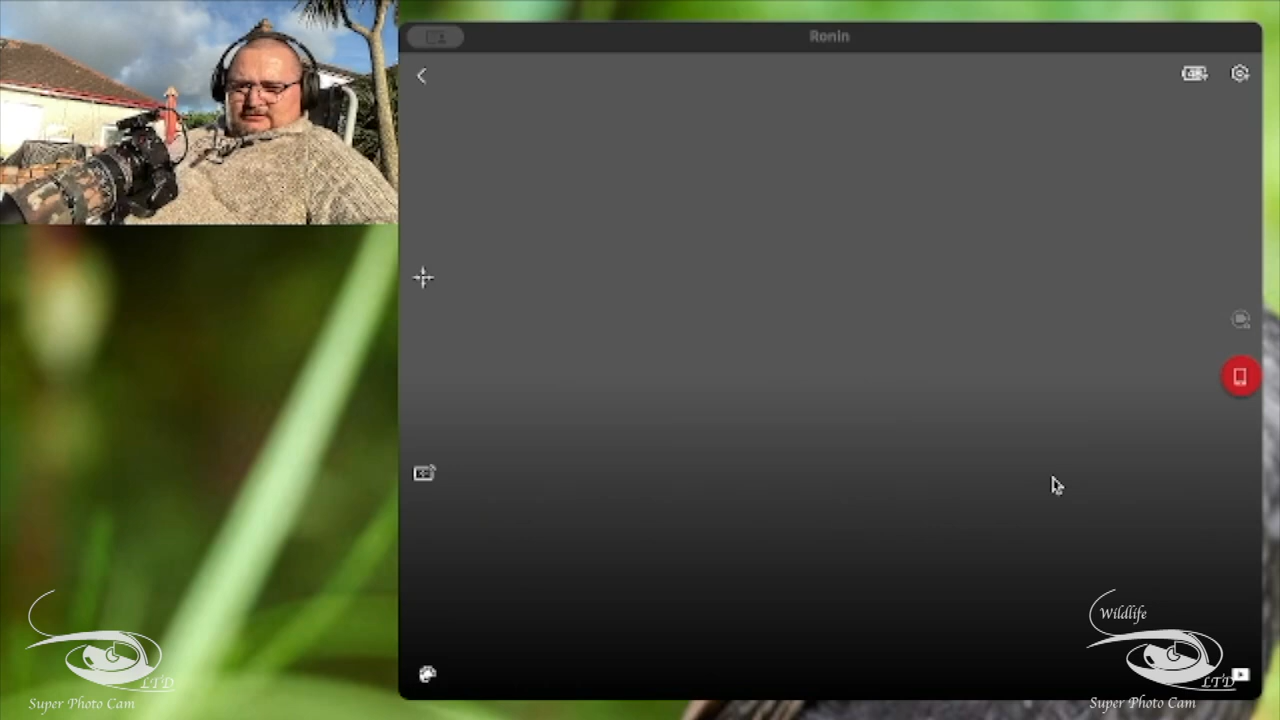 Ronin
Wildlife
LTD
Super Photo Cam
LTD
Super Photo Cam